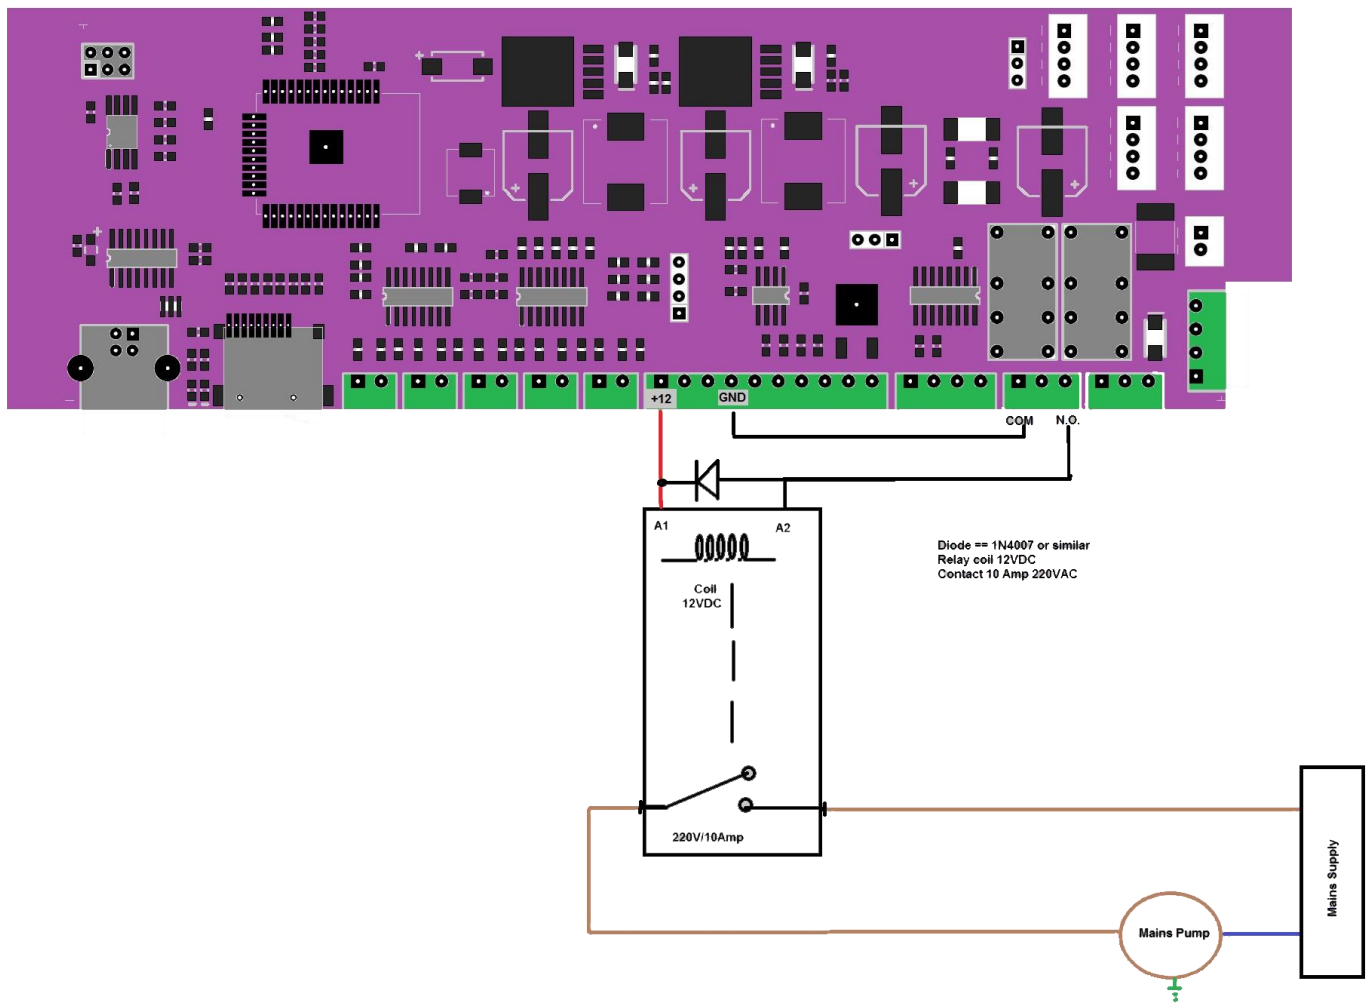 +12
GND
COM
N.O.
A1
A2
Coil
12VDC
Diode == 1N4007 or similar
Relay coil 12VDC
Contact 10 Amp 220VAC
220V/10Amp
Mains Supply
Mains Pump